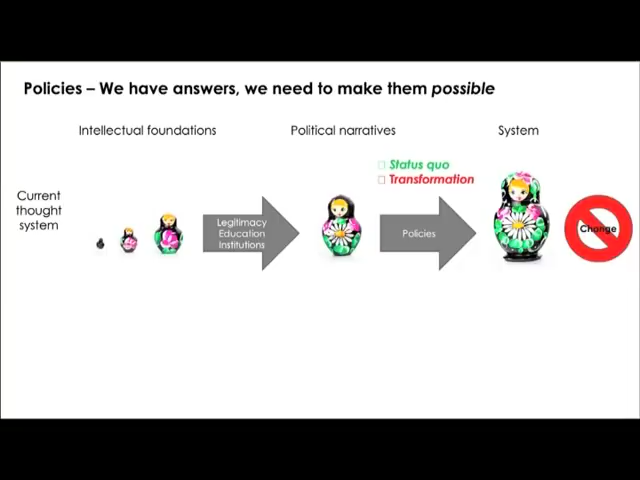 Policies – We have answers, we need to make them possible
Intellectual foundations
Political narratives
System
Status quo
Transformation
Current
thought
system
Legitimacy
Education
Institutions
Policies
Change